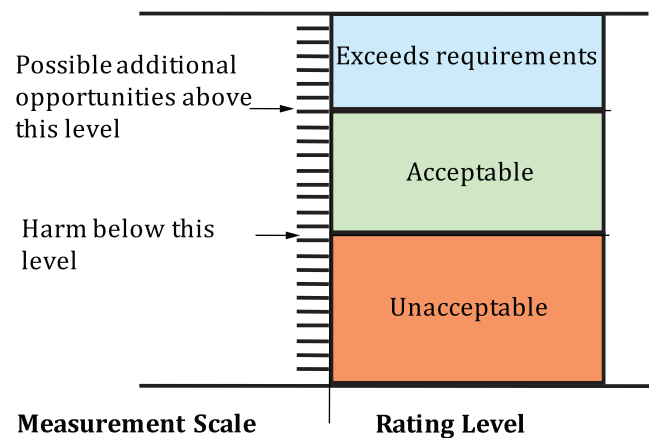 Exceeds requirements
Possible additional
opportunities above
this level
Acceptable
Harm below this
level
Unacceptable
Measurement Scale
Rating Level